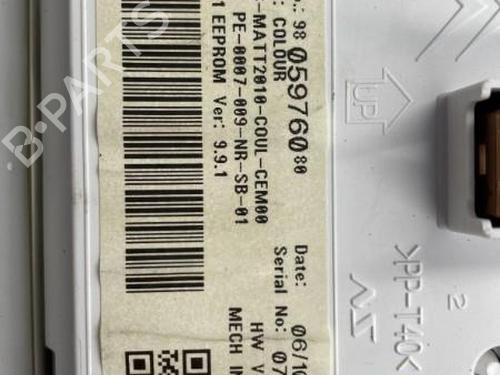 .: 98 059760 80
: COLOUR
-MATT2010-COUL-CEM00
PE-0007-009-NR-SB-01
1 EEPROM Ver: 9.9.1
Date: 06/10
Serial No: 07
HW V
MECH IN
UP
>PP-T40<
2
B-PARTS